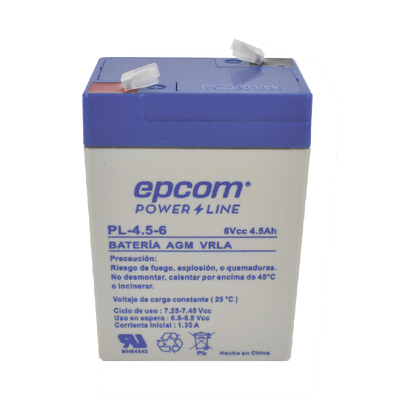 epcom®
POWER LINE
PL-4.5-6 6Vcc 4.5Ah
BATERÍA AGM VRLA
Precaución:
Riesgo de fuego, explosión, o quemaduras.
No desmontar, calentar por encima de 45°C
o incinerar.
Voltaje de carga constante ( 25 °C )
Ciclo de uso : 7.25-7.45 Vcc
Uso en espera : 6.8-6.9 Vcc
Corriente inicial : 1.35 A
MH64542
Pb
Hecho en China